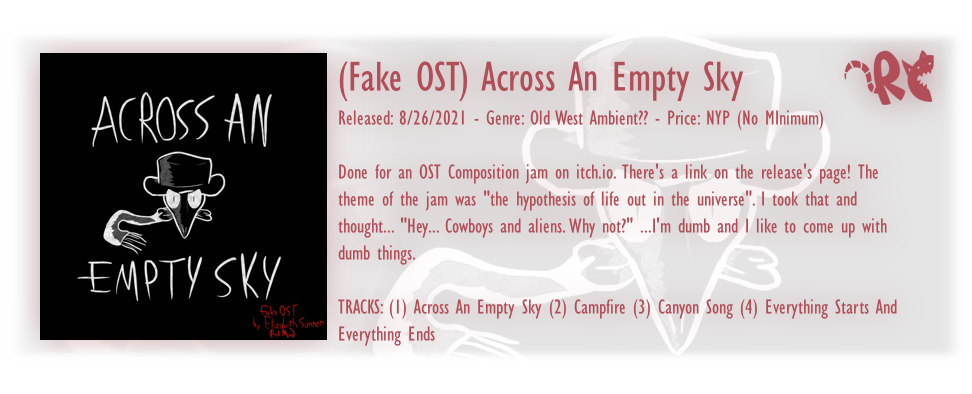 ACROSS AN
EMPTY SKY
Fake OST
by Elizabeth Sumner
(Fake OST) Across An Empty Sky
Released: 8/26/2021 - Genre: Old West Ambient?? - Price: NYP (No MInimum)
Done for an OST Composition jam on itch.io. There's a link on the release's page! The
theme of the jam was "the hypothesis of life out in the universe". I took that and
thought... "Hey... Cowboys and aliens. Why not?" ...I'm dumb and I like to come up with
dumb things.
TRACKS: (1) Across An Empty Sky (2) Campfire (3) Canyon Song (4) Everything Starts And
Everything Ends